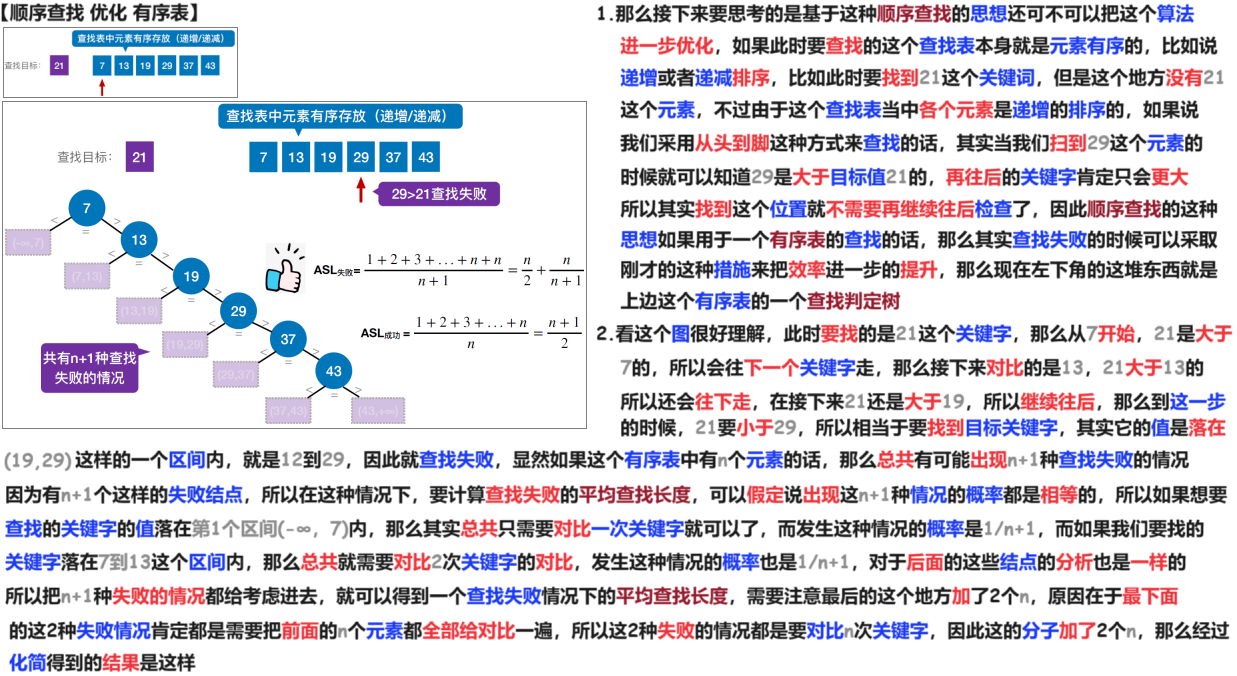 【顺序查找 优化 有序表】
查找表中元素有序存放（递增/递减）
查找目标： 21 7 13 19 29 37 43
查找表中元素有序存放（递增/递减）
查找目标： 21 7 13 19 29 37 43
29>21查找失败
7
< = >
(-∞,7) 13
< = >
(7,13) 19
< = >
(13,19) 29
< = >
(19,29) 37
< = >
(29,37) 43
< = >
(37,43) (43,+∞)
共有n+1种查找
失败的情况
ASL失败= (1 + 2 + 3 + … + n + n)/(n + 1) = n/2 + n/(n + 1)
ASL成功 = (1 + 2 + 3 + … + n)/n = (n + 1)/2
1.那么接下来要思考的是基于这种顺序查找的思想还可不可以把这个算法
进一步优化，如果此时要查找的这个查找表本身就是元素有序的，比如说
递增或者递减排序，比如此时要找到21这个关键词，但是这个地方没有21
这个元素，不过由于这个查找表当中各个元素是递增的排序的，如果说
我们采用从头到脚这种方式来查找的话，其实当我们扫到29这个元素的
时候就可以知道29是大于目标值21的，再往后的关键字肯定只会更大
所以其实找到这个位置就不需要再继续往后检查了，因此顺序查找的这种
思想如果用于一个有序表的查找的话，那么其实查找失败的时候可以采取
刚才的这种措施来把效率进一步的提升，那么现在左下角的这堆东西就是
上边这个有序表的一个查找判定树
2.看这个图很好理解，此时要找的是21这个关键字，那么从7开始，21是大于
7的，所以会往下一个关键字走，那么接下来对比的是13，21大于13的
所以还会往下走，在接下来21还是大于19，所以继续往后，那么到这一步
的时候，21要小于29，所以相当于要找到目标关键字，其实它的值是落在
(19,29)这样的一个区间内，就是12到29，因此就查找失败，显然如果这个有序表中有n个元素的话，那么总共有可能出现n+1种查找失败的情况
因为有n+1个这样的失败结点，所以在这种情况下，要计算查找失败的平均查找长度，可以假定说出现这n+1种情况的概率都是相等的，所以如果想要
查找的关键字的值落在第1个区间(-∞，7)内，那么其实总共只需要对比一次关键字就可以了，而发生这种情况的概率是1/n+1，而如果我们要找的
关键字落在7到13这个区间内，那么总共就需要对比2次关键字的对比，发生这种情况的概率也是1/n+1，对于后面的这些结点的分析也是一样的
所以把n+1种失败的情况都给考虑进去，就可以得到一个查找失败情况下的平均查找长度，需要注意最后的这个地方加了2个n，原因在于最下面
的这2种失败情况肯定都是需要把前面的n个元素都全部给对比一遍，所以这2种失败的情况都是要对比n次关键字，因此这的分子加了2个n，那么经过
化简得到的结果是这样